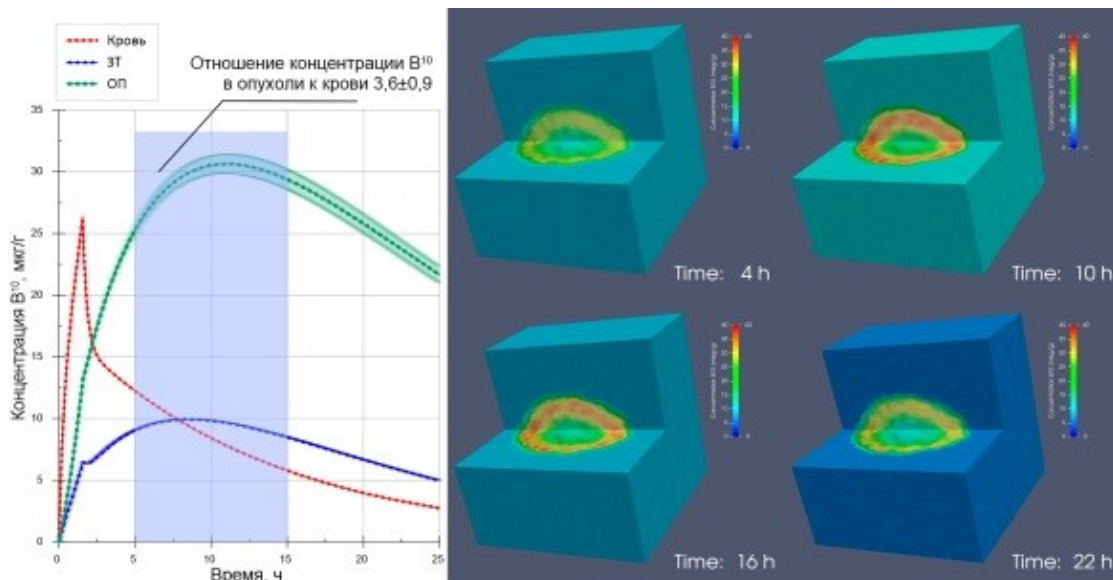 Кровь
ЗТ
ОП
Отношение концентрации B¹⁰
в опухоли к крови 3,6±0,9
35
30
25
20
15
10
5
0
Концентрация B¹⁰, мкг/г
0 5 10 15 20 25
Время, ч
Time: 4 h
Time: 10 h
Time: 16 h
Time: 22 h